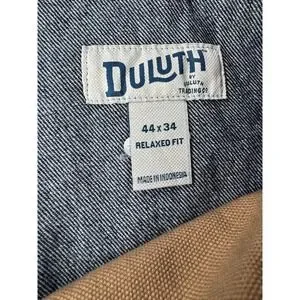 DULUTH
BY
DULUTH
TRADING CO
44 x 34
RELAXED FIT
MADE IN INDONESIA